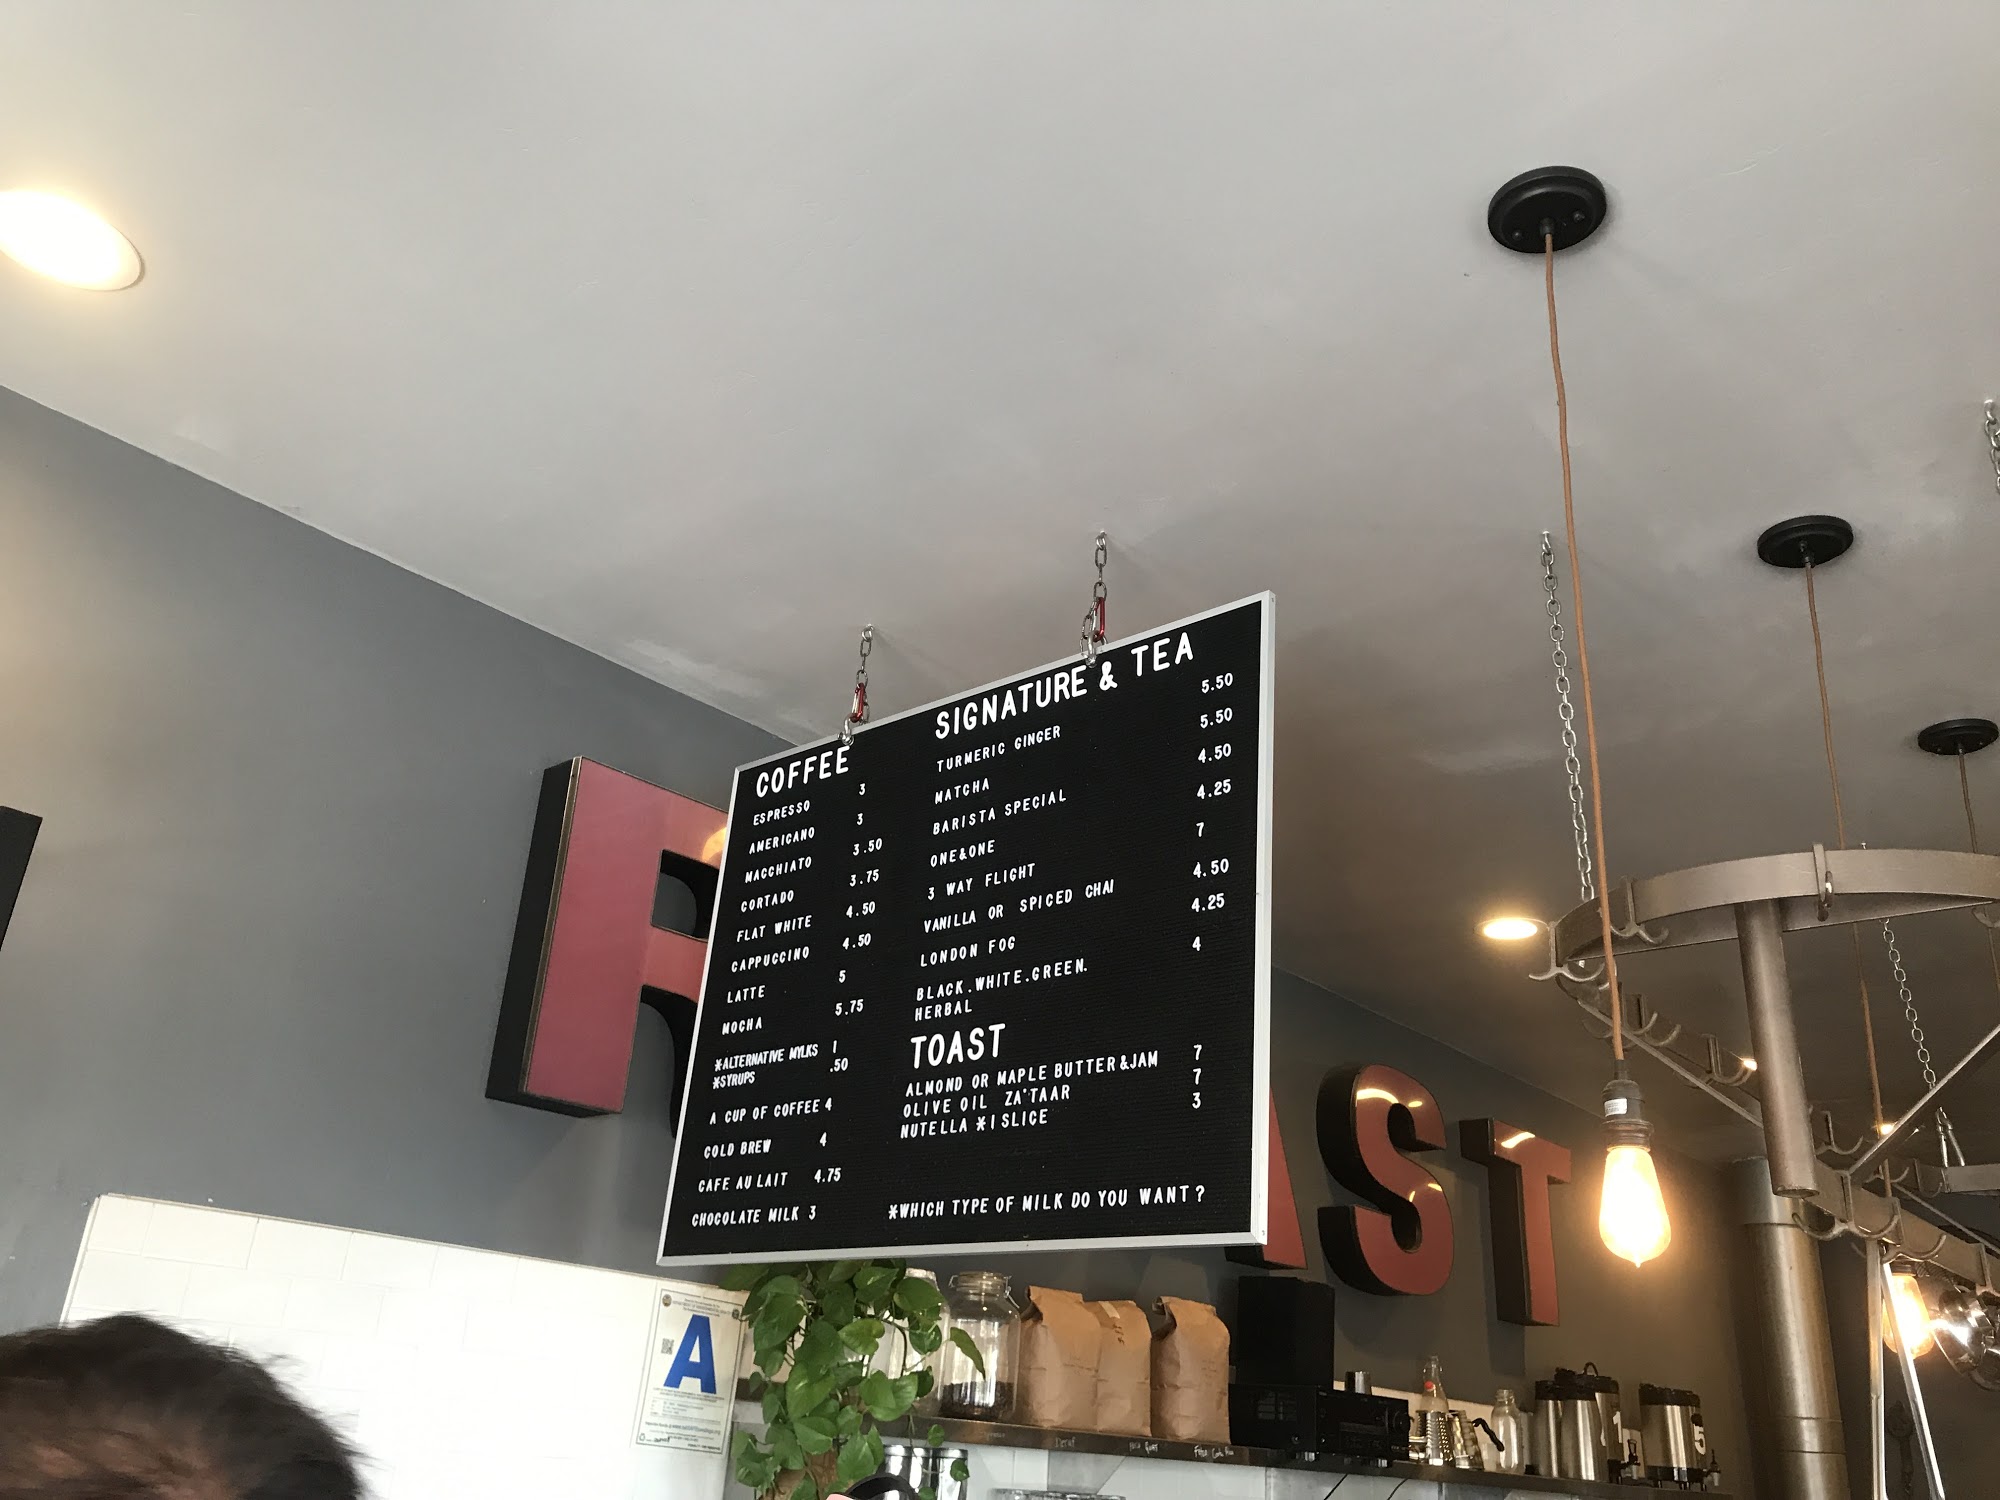 COFFEE
ESPRESSO 3
AMERICANO 3
MACCHIATO 3.50
CORTADO 3.75
FLAT WHITE 4.50
CAPPUCCINO 4.50
LATTE 5
MOCHA 5.75
*ALTERNATIVE MYLKS 1
*SYRUPS .50
A CUP OF COFFEE 4
COLD BREW 4
CAFE AU LAIT 4.75
CHOCOLATE MILK 3
SIGNATURE & TEA
TURMERIC GINGER 5.50
MATCHA 5.50
BARISTA SPECIAL 4.50
ONE&ONE 4.25
3 WAY FLIGHT 7
VANILLA OR SPICED CHAI 4.50
LONDON FOG 4.25
BLACK.WHITE.GREEN. 4
HERBAL
TOAST
ALMOND OR MAPLE BUTTER&JAM 7
OLIVE OIL ZA'TAAR 7
NUTELLA *1 SLICE 3
*WHICH TYPE OF MILK DO YOU WANT?
R
ST
A
Decaf
1
5